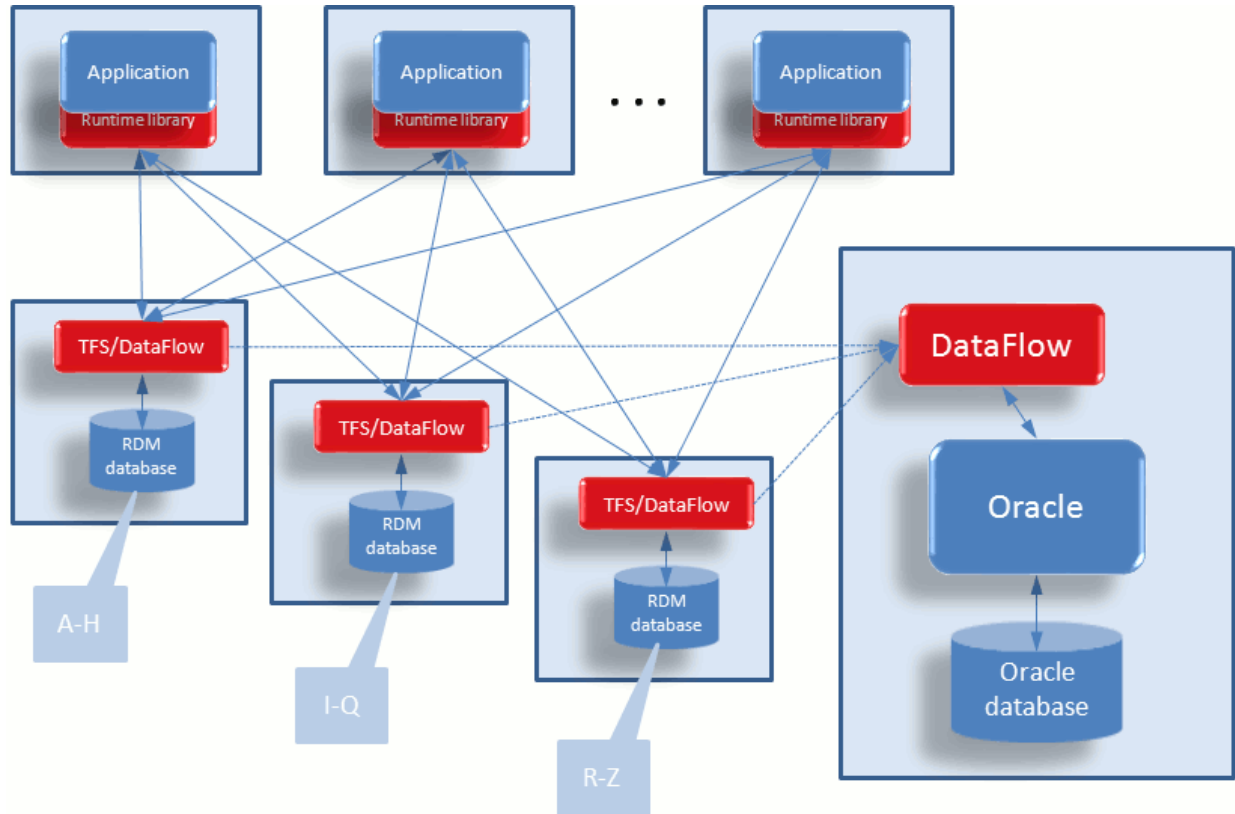 Application
Runtime library
Application
Runtime library
. . .
Application
Runtime library
TFS/DataFlow
RDM
database
A-H
TFS/DataFlow
RDM
database
I-Q
TFS/DataFlow
RDM
database
R-Z
DataFlow
Oracle
Oracle
database